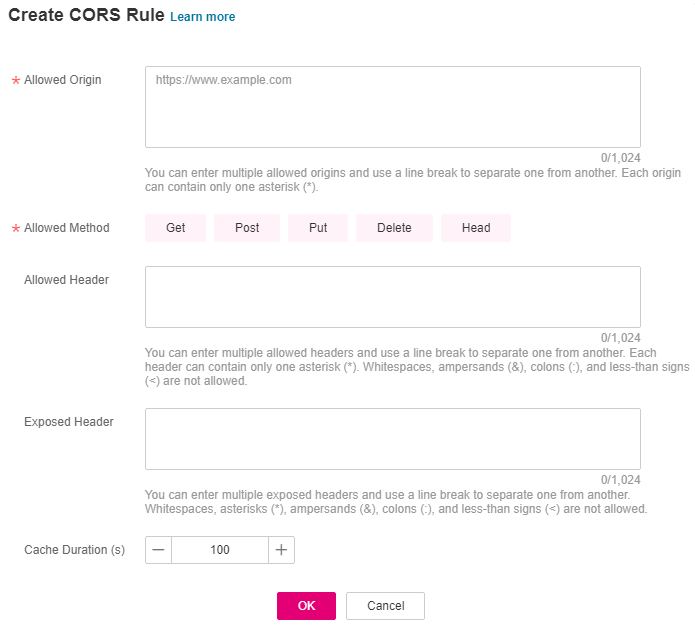 Create CORS Rule Learn more
* Allowed Origin
https://www.example.com
0/1,024
You can enter multiple allowed origins and use a line break to separate one from another. Each origin
can contain only one asterisk (*).
* Allowed Method Get Post Put Delete Head
Allowed Header
0/1,024
You can enter multiple allowed headers and use a line break to separate one from another. Each
header can contain only one asterisk (*). Whitespaces, ampersands (&), colons (:), and less-than signs
(<) are not allowed.
Exposed Header
0/1,024
You can enter multiple exposed headers and use a line break to separate one from another.
Whitespaces, asterisks (*), ampersands (&), colons (:), and less-than signs (<) are not allowed.
Cache Duration (s) − 100 +
OK Cancel